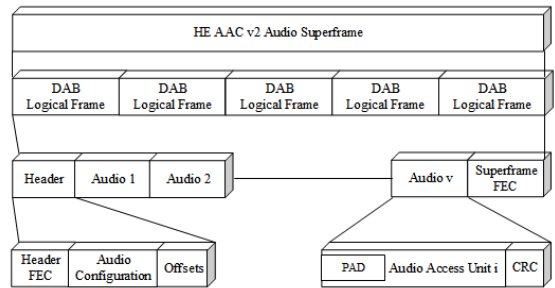 HE AAC v2 Audio Superframe
DAB
Logical Frame
DAB
Logical Frame
DAB
Logical Frame
DAB
Logical Frame
DAB
Logical Frame
Header
Audio 1
Audio 2
Audio v
Superframe
FEC
Header
FEC
Audio
Configuration
Offsets
PAD
Audio Access Unit i
CRC